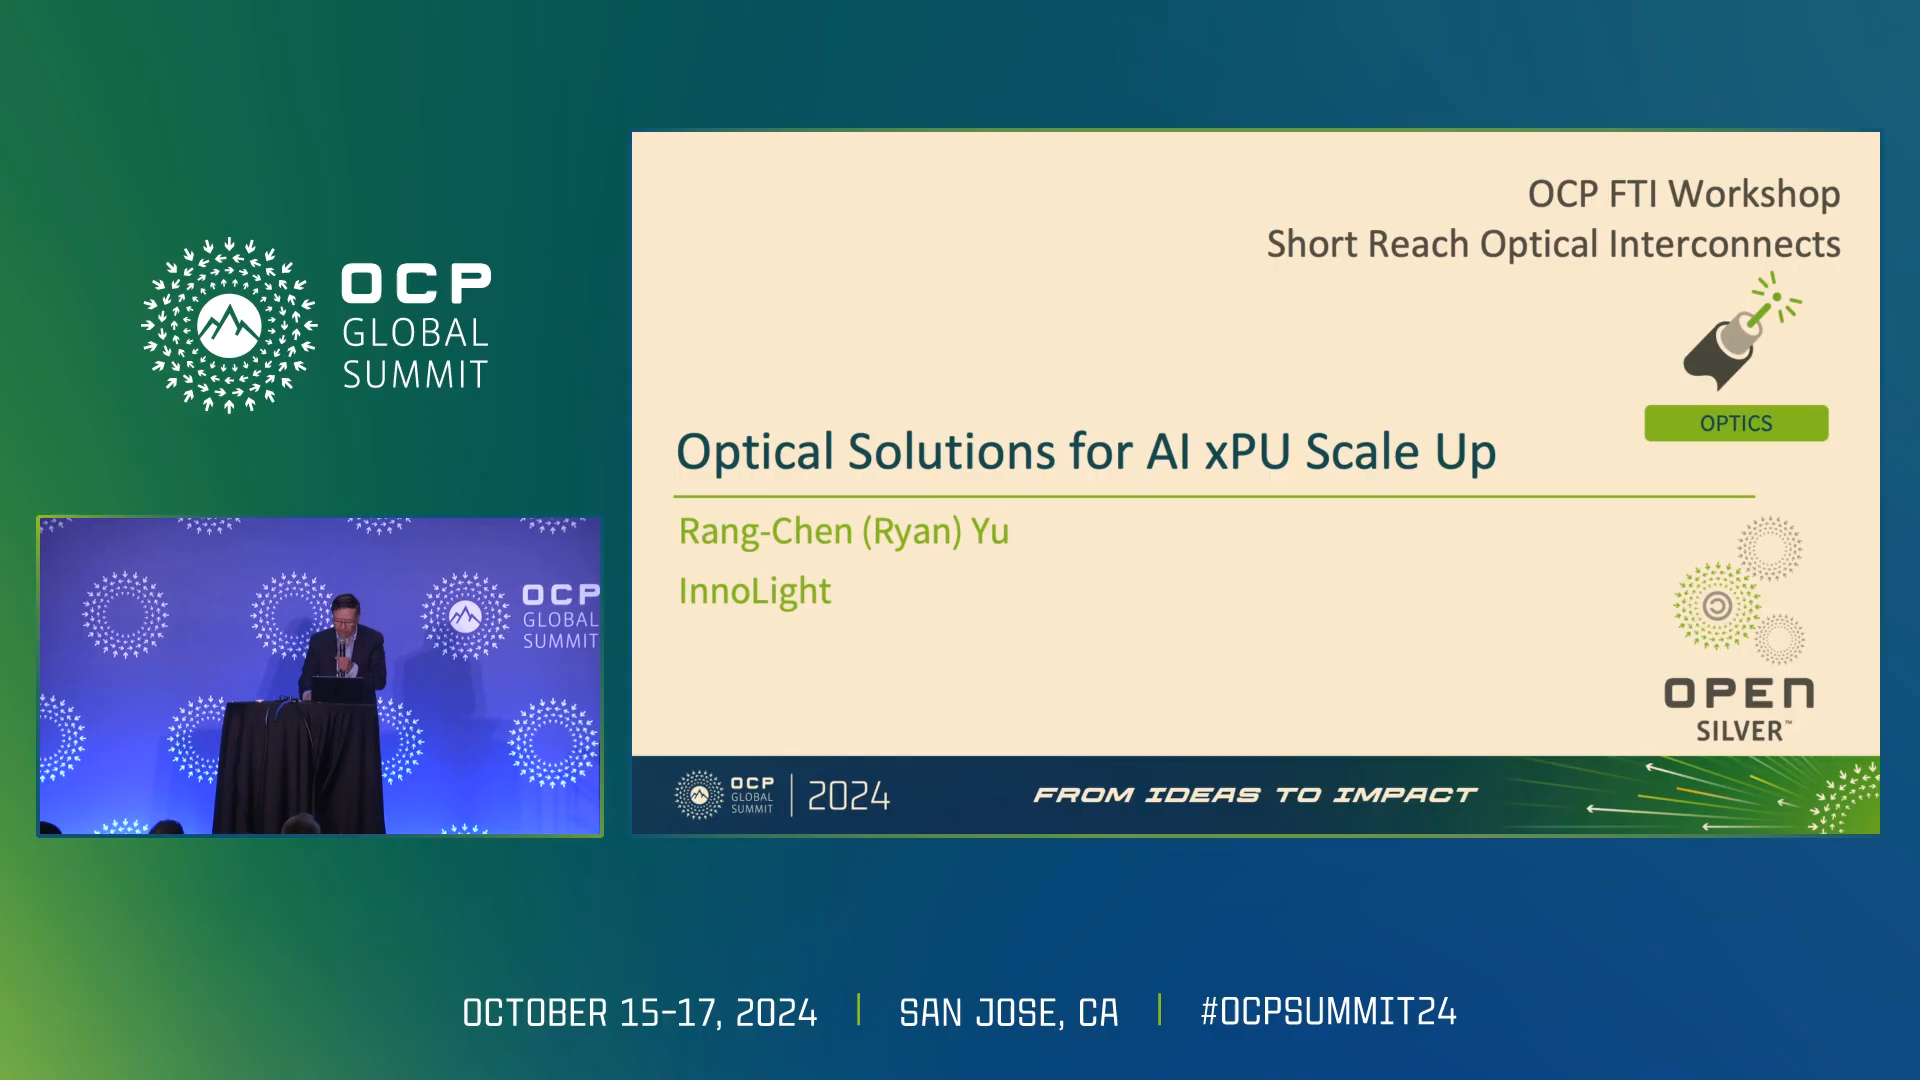 OCP
GLOBAL
SUMMIT
OCP
GLOBAL
SUMMIT
OCP FTI Workshop
Short Reach Optical Interconnects
OPTICS
Optical Solutions for AI xPU Scale Up
Rang-Chen (Ryan) Yu
InnoLight
OPEN
SILVER™
OCP
GLOBAL
SUMMIT
2024
FROM IDEAS TO IMPACT
OCTOBER 15-17, 2024
SAN JOSE, CA
#OCPSUMMIT24